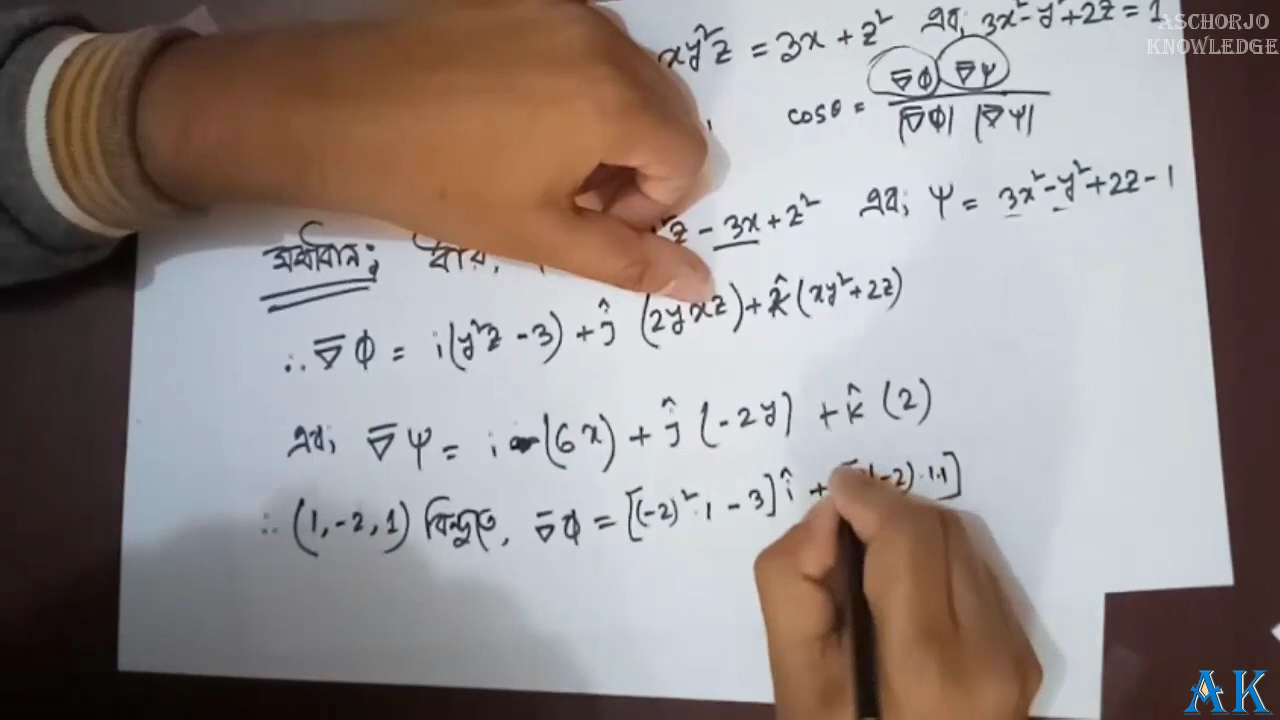 xy²z = 3x + z² এবং 3x² - y² + 2z = 1
ASCHORJO
KNOWLEDGE
cosθ = ∇̅Φ ∇̅Ψ / |∇̅Φ| |∇̅Ψ|
সমাধান: ধরি, z - 3x + z² এবং Ψ = 3x² - y² + 2z - 1
∴ ∇̅Φ = i(y²z - 3) + ĵ (2yxz) + k̂ (xy² + 2z)
এবং ∇̅Ψ = i (6x) + ĵ (-2y) + k̂ (2)
∴ (1, -2, 1) বিন্দুতে, ∇̅Φ = [(-2)²·1 - 3] î + (-2)·1·1]
AK